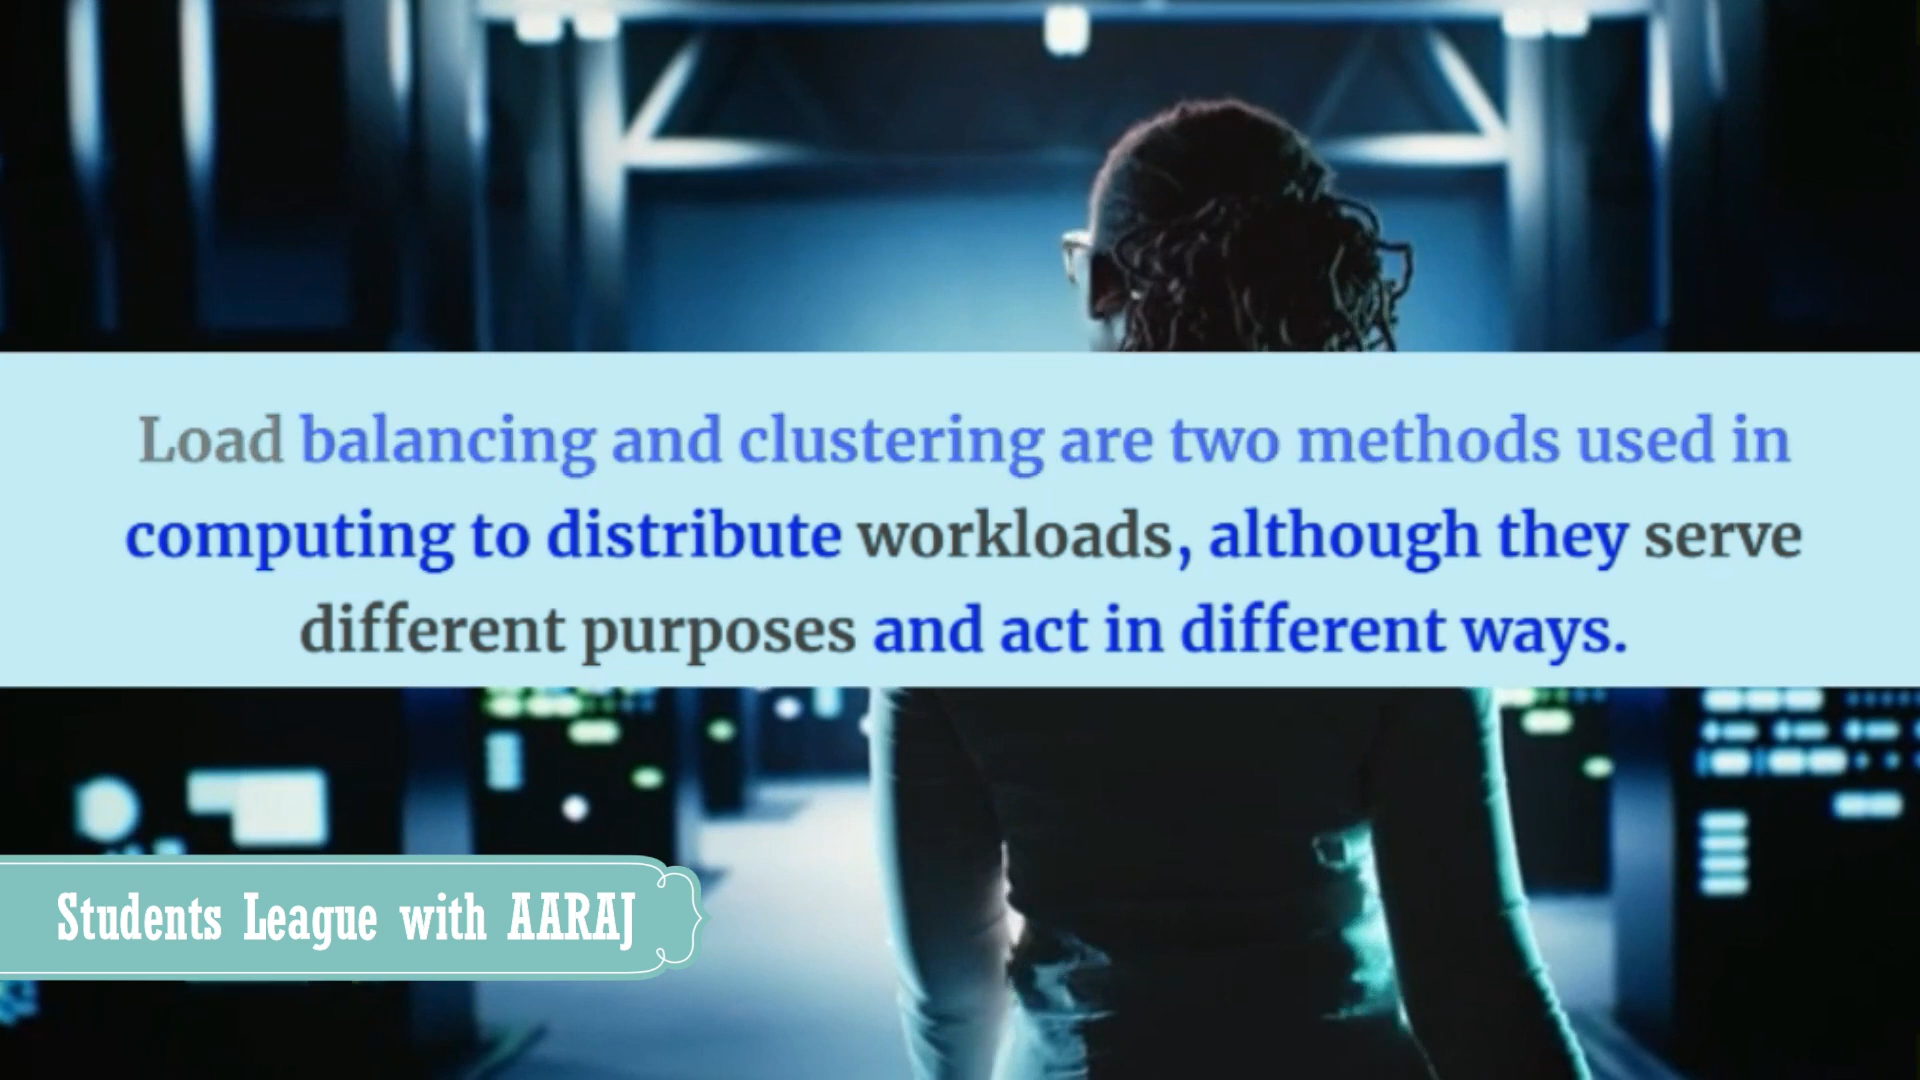 Load balancing and clustering are two methods used in
computing to distribute workloads, although they serve
different purposes and act in different ways.
Students League with AARAJ